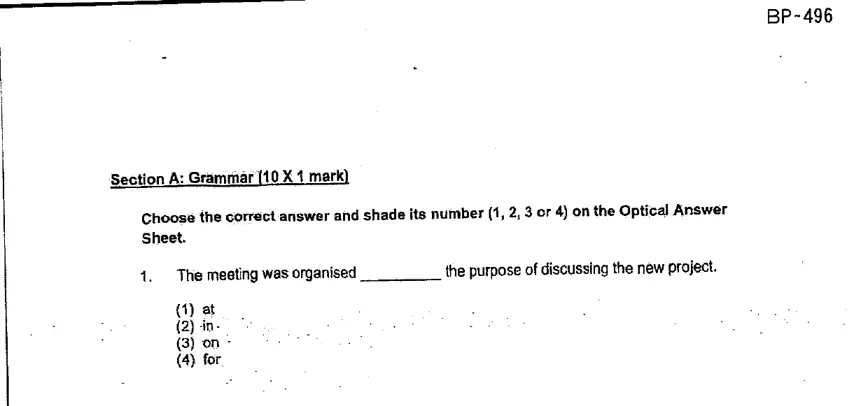 BP-496
Section A: Grammar (10 X 1 mark)
Choose the correct answer and shade its number (1, 2, 3 or 4) on the Optical Answer
Sheet.
1. The meeting was organised __________ the purpose of discussing the new project.
(1) at
(2) in
(3) on
(4) for